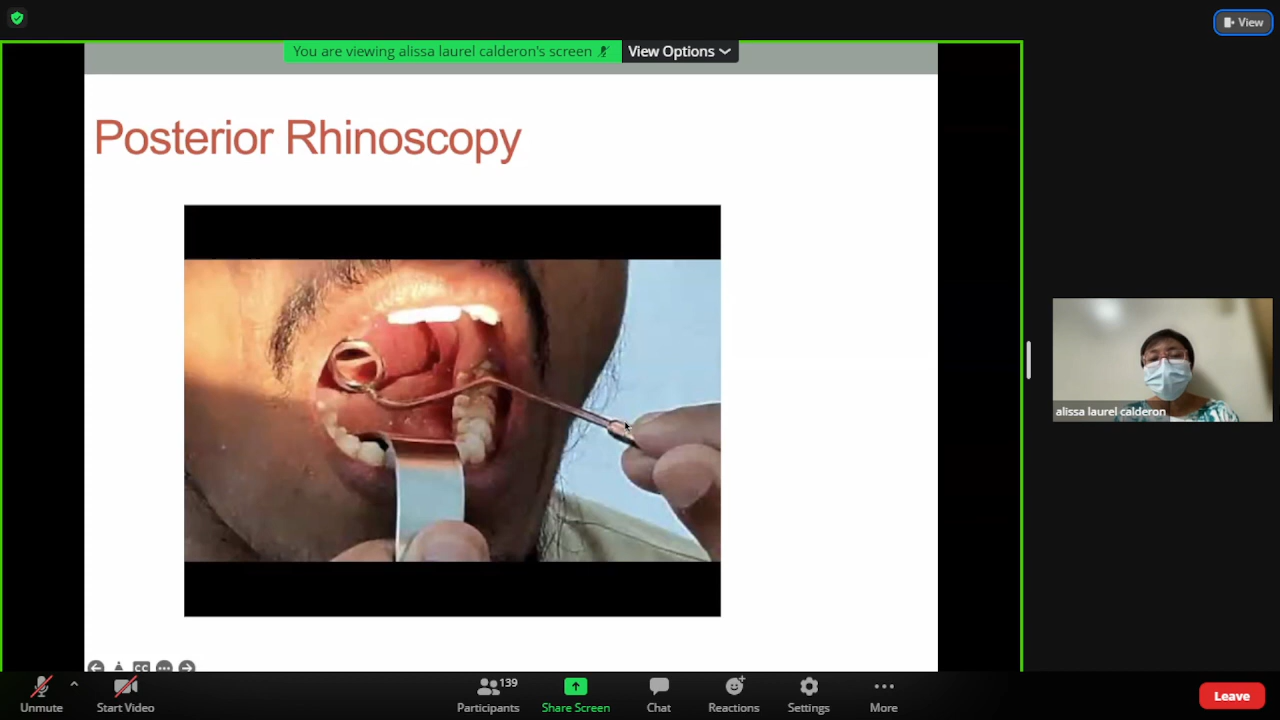 View
You are viewing alissa laurel calderon's screen
View Options
Posterior Rhinoscopy
alissa laurel calderon
CC
139
Unmute
Start Video
Participants
Share Screen
Chat
Reactions
Settings
More
Leave